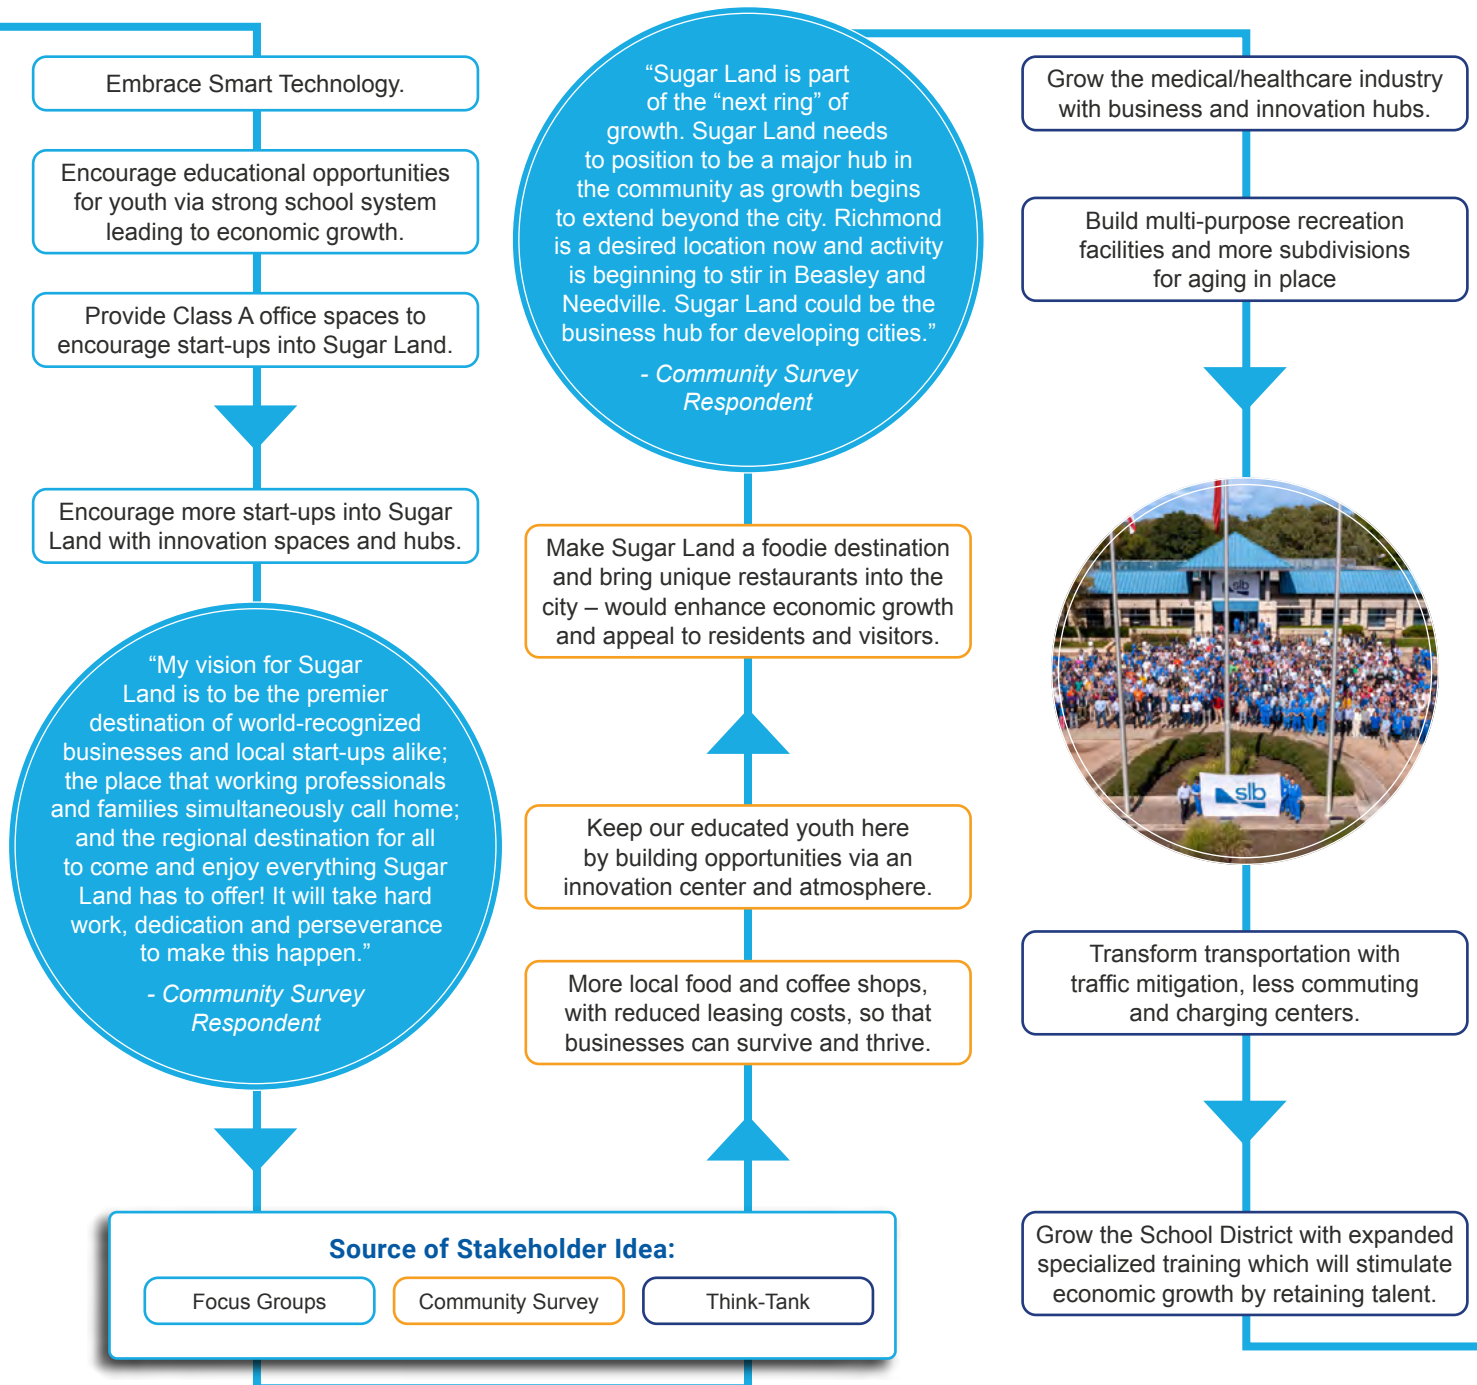 Embrace Smart Technology.
Encourage educational opportunities
for youth via strong school system
leading to economic growth.
Provide Class A office spaces to
encourage start-ups into Sugar Land.
Encourage more start-ups into Sugar
Land with innovation spaces and hubs.
“My vision for Sugar
Land is to be the premier
destination of world-recognized
businesses and local start-ups alike;
the place that working professionals
and families simultaneously call home;
and the regional destination for all
to come and enjoy everything Sugar
Land has to offer! It will take hard
work, dedication and perseverance
to make this happen.”
- Community Survey
Respondent
Source of Stakeholder Idea:
Focus Groups
Community Survey
Think-Tank
More local food and coffee shops,
with reduced leasing costs, so that
businesses can survive and thrive.
Keep our educated youth here
by building opportunities via an
innovation center and atmosphere.
Make Sugar Land a foodie destination
and bring unique restaurants into the
city – would enhance economic growth
and appeal to residents and visitors.
“Sugar Land is part
of the “next ring” of
growth. Sugar Land needs
to position to be a major hub in
the community as growth begins
to extend beyond the city. Richmond
is a desired location now and activity
is beginning to stir in Beasley and
Needville. Sugar Land could be the
business hub for developing cities.”
- Community Survey
Respondent
Grow the medical/healthcare industry
with business and innovation hubs.
Build multi-purpose recreation
facilities and more subdivisions
for aging in place
slb
slb
Transform transportation with
traffic mitigation, less commuting
and charging centers.
Grow the School District with expanded
specialized training which will stimulate
economic growth by retaining talent.